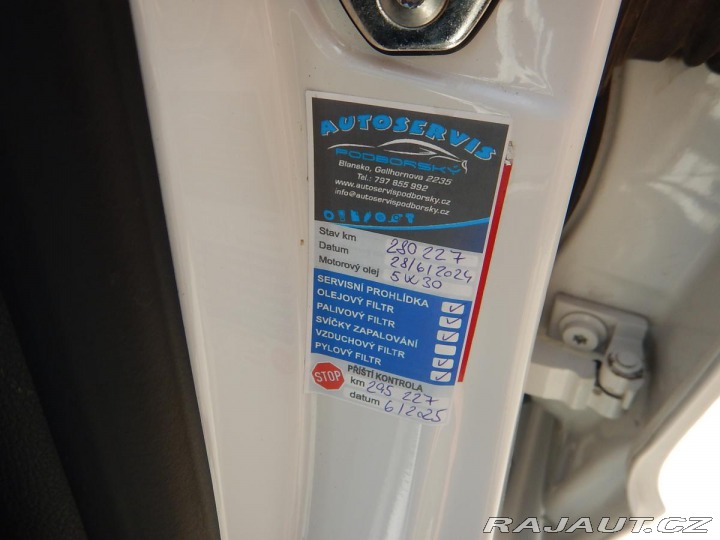 AUTOSERVIS
PODBORSKÝ
Blansko, Gellhornova 2235
Tel.: 797 855 992
www.autoservispodborsky.cz
info@autoservispodborsky.cz
Stav km 280 227
Datum 28/6/2024
Motorový olej 5W30
SERVISNÍ PROHLÍDKA
OLEJOVÝ FILTR
PALIVOVÝ FILTR
SVÍČKY ZAPALOVÁNÍ
VZDUCHOVÝ FILTR
PYLOVÝ FILTR
STOP
PŘÍŠTÍ KONTROLA
km 295 227
datum 6/2025
RAJAUT.CZ